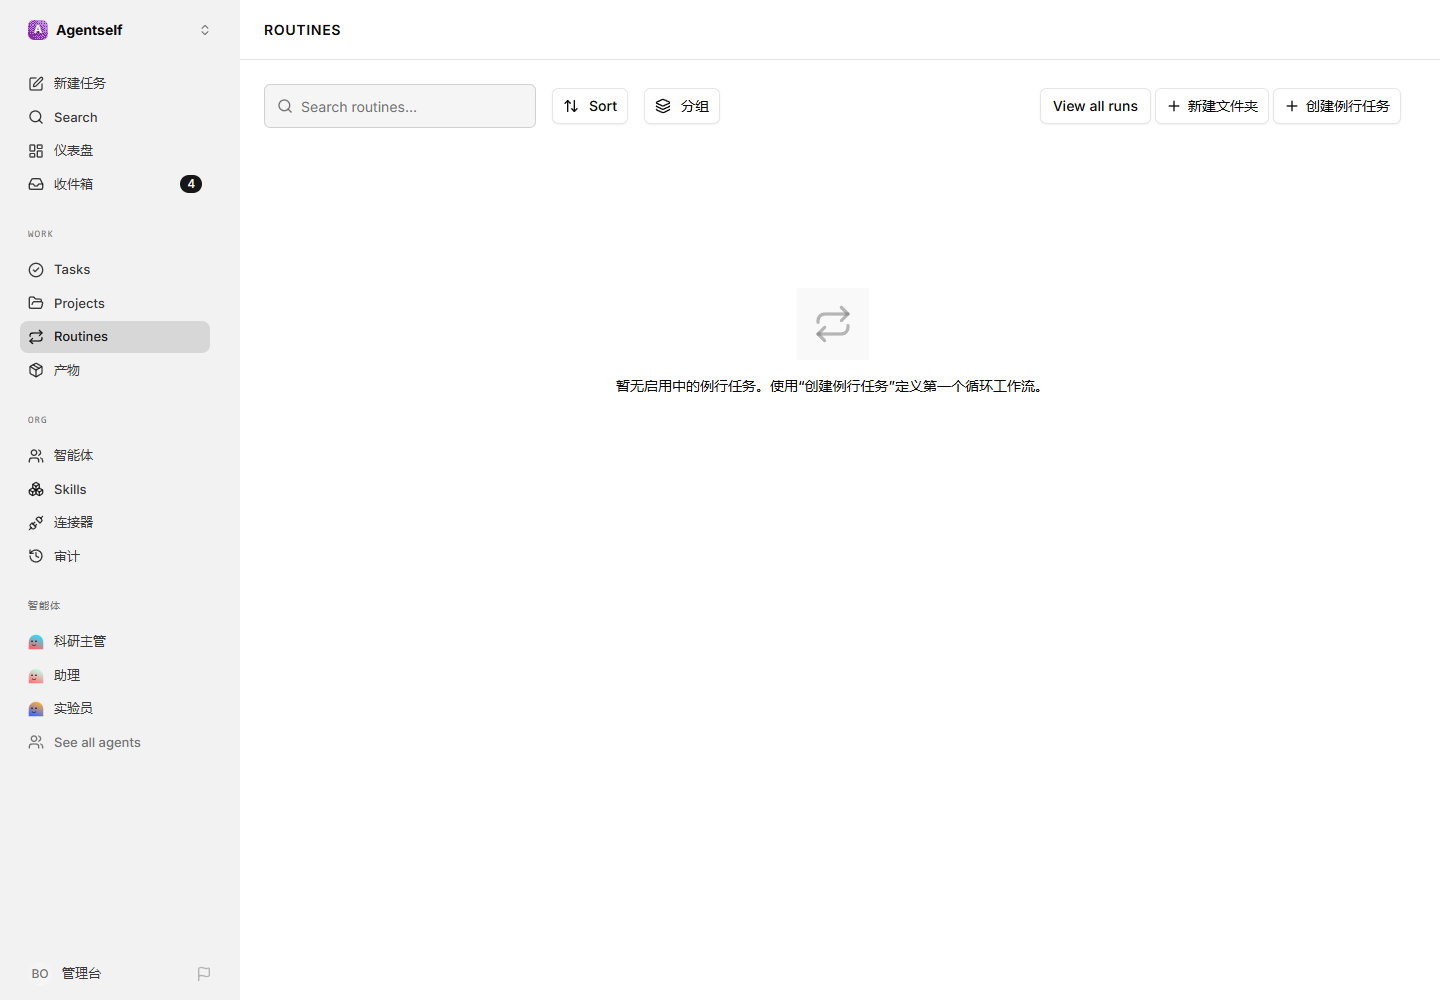 Agentself
新建任务
Search
仪表盘
收件箱
4
WORK
Tasks
Projects
Routines
产物
ORG
智能体
Skills
连接器
审计
智能体
科研主管
助理
实验员
See all agents
BO
管理台
ROUTINES
Search routines...
Sort
分组
View all runs
新建文件夹
创建例行任务
暂无启用中的例行任务。使用“创建例行任务”定义第一个循环工作流。